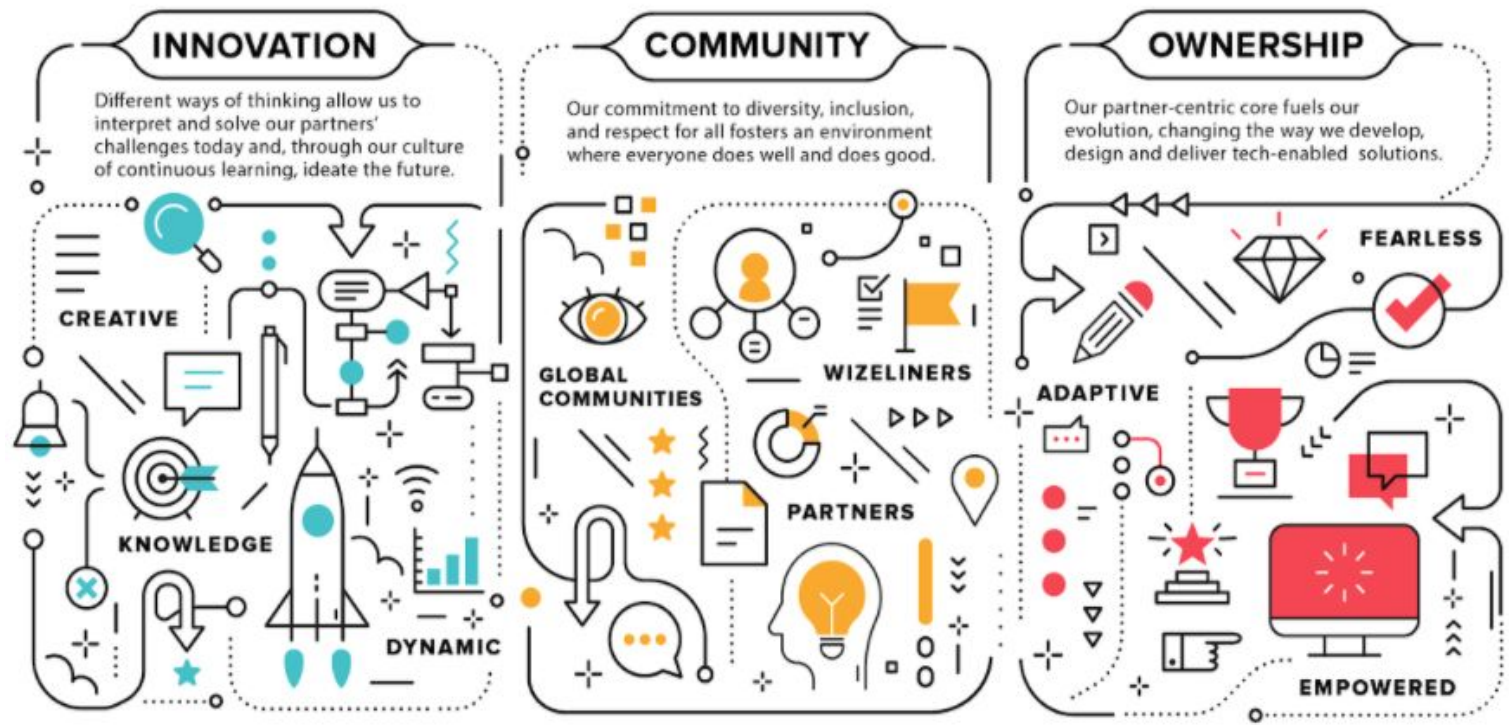 INNOVATION
Different ways of thinking allow us to
interpret and solve our partners'
challenges today and, through our culture
of continuous learning, ideate the future.
CREATIVE
KNOWLEDGE
DYNAMIC
COMMUNITY
Our commitment to diversity, inclusion,
and respect for all fosters an environment
where everyone does well and does good.
GLOBAL
COMMUNITIES
WIZELINERS
PARTNERS
OWNERSHIP
Our partner-centric core fuels our
evolution, changing the way we develop,
design and deliver tech-enabled solutions.
FEARLESS
ADAPTIVE
EMPOWERED